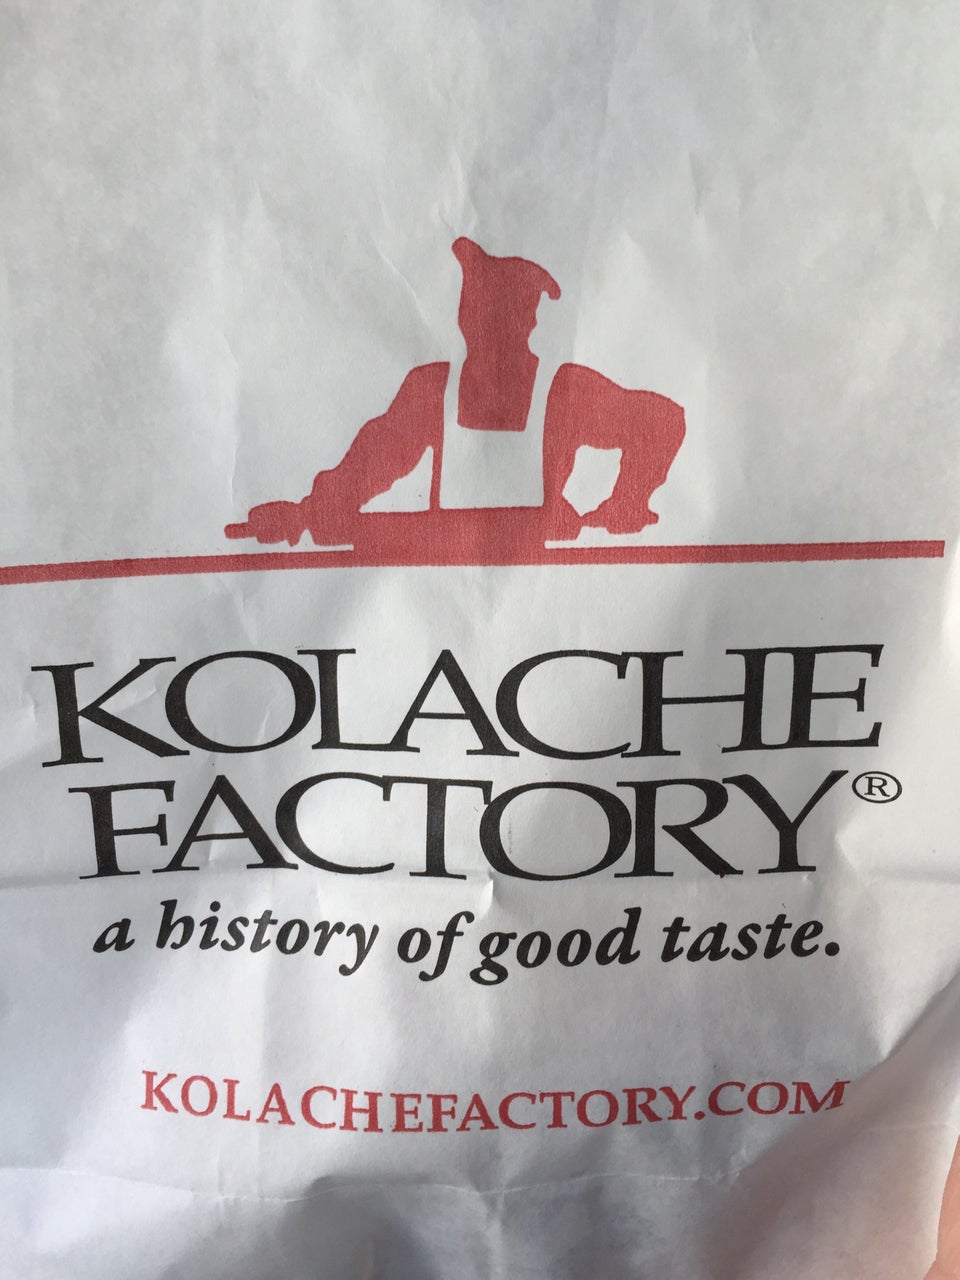 KOLACHE
FACTORY®
a history of good taste.
KOLACHEFACTORY.COM